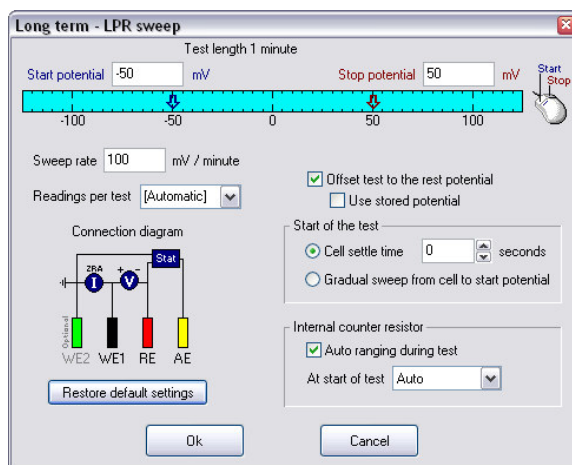 Long term - LPR sweep
Test length 1 minute
Start potential -50 mV
Stop potential 50 mV
Start
Stop
-100 -50 0 50 100
Sweep rate 100 mV / minute
Readings per test [Automatic]
Offset test to the rest potential
Use stored potential
Connection diagram
Stat
ZRA
I
+ V -
Optional
WE2 WE1 RE AE
Restore default settings
Start of the test
Cell settle time 0 seconds
Gradual sweep from cell to start potential
Internal counter resistor
Auto ranging during test
At start of test Auto
Ok
Cancel